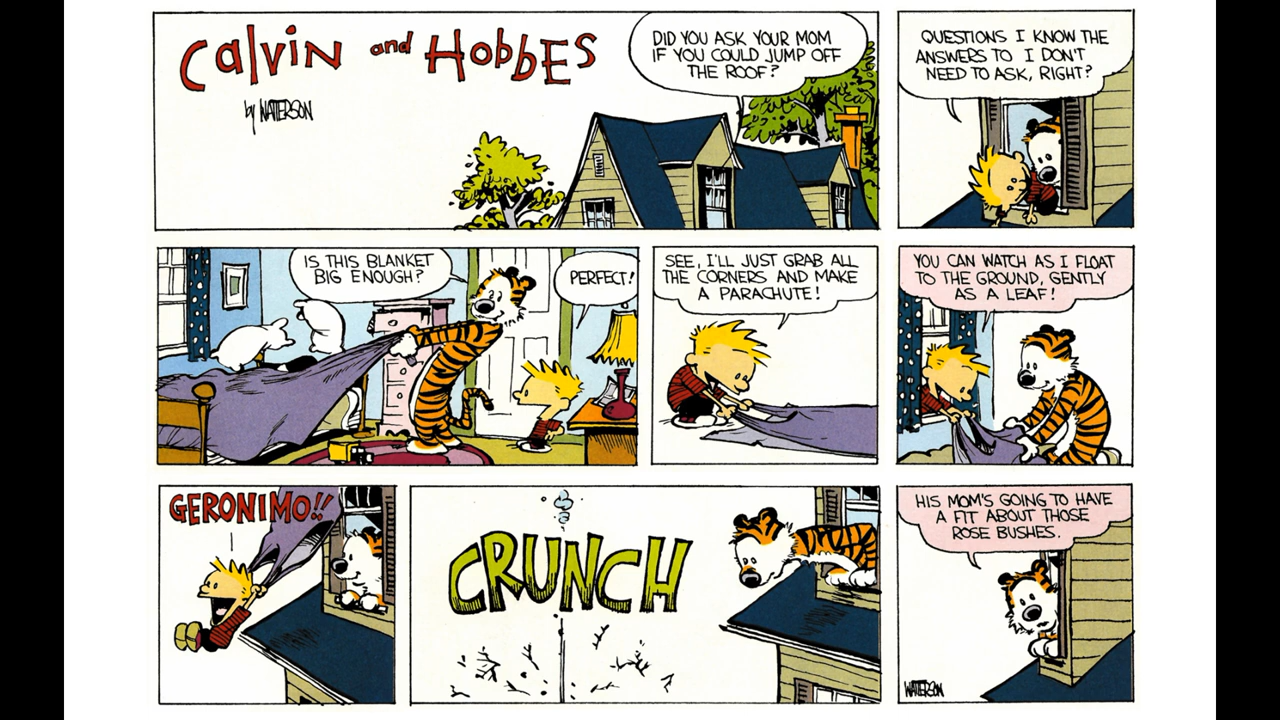 Calvin and HobbEs
by WATTERSON
DID YOU ASK YOUR MOM
IF YOU COULD JUMP OFF
THE ROOF?
QUESTIONS I KNOW THE
ANSWERS TO I DON'T
NEED TO ASK, RIGHT?
IS THIS BLANKET
BIG ENOUGH?
PERFECT!
SEE, I'LL JUST GRAB ALL
THE CORNERS AND MAKE
A PARACHUTE!
YOU CAN WATCH AS I FLOAT
TO THE GROUND, GENTLY
AS A LEAF!
GERONIMO!!
CRUNCH
HIS MOM'S GOING TO HAVE
A FIT ABOUT THOSE
ROSE BUSHES.
WATTERSON